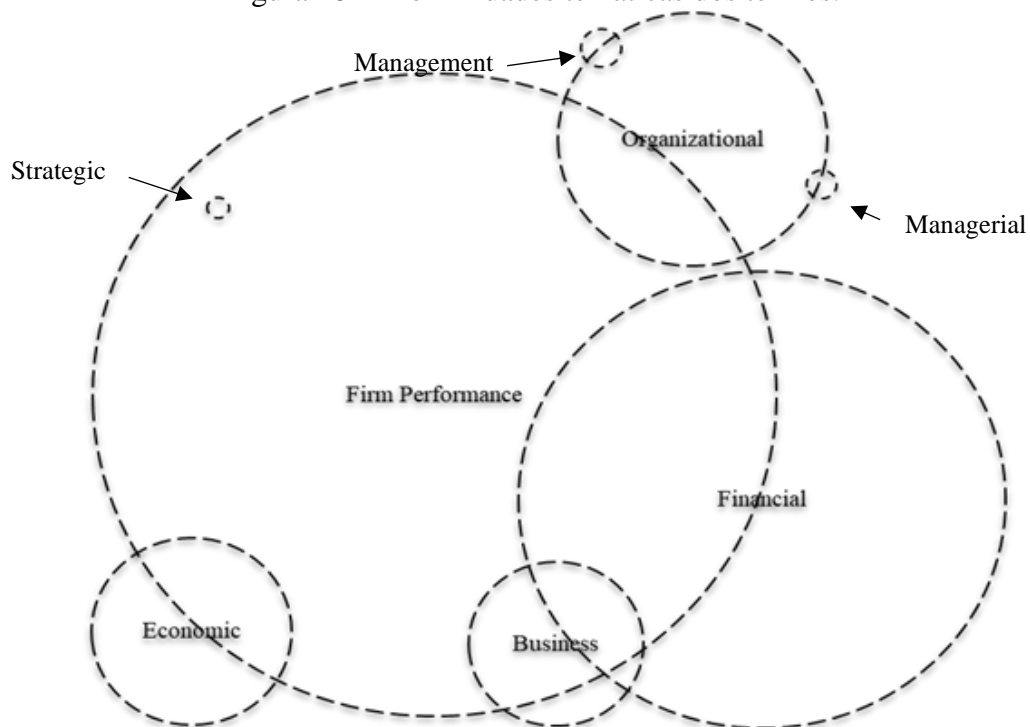 Management
Organizational
Strategic
Managerial
Firm Performance
Financial
Economic
Business